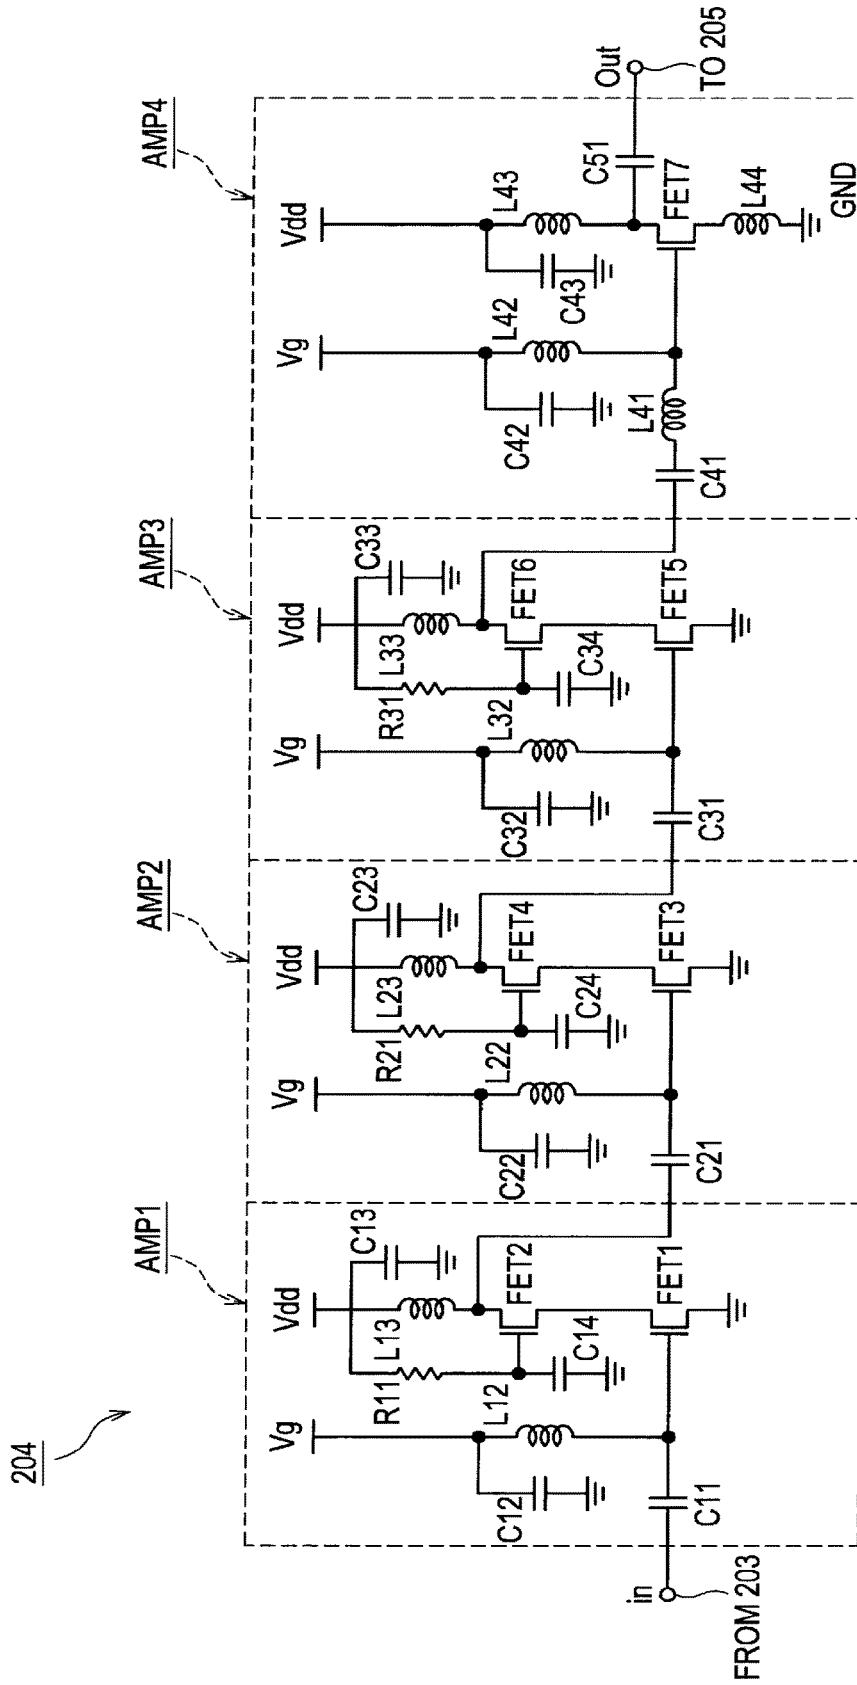 204
AMP1
AMP2
AMP3
AMP4
in
FROM 203
C11
C12
Vg
L12
R11
L13
Vdd
C13
C14
FET2
FET1
C21
C22
Vg
L22
R21
L23
Vdd
C23
C24
FET4
FET3
C31
C32
Vg
L32
R31
L33
Vdd
C33
C34
FET6
FET5
C41
L41
C42
Vg
L42
C43
Vdd
L43
C51
FET7
L44
GND
Out
TO 205